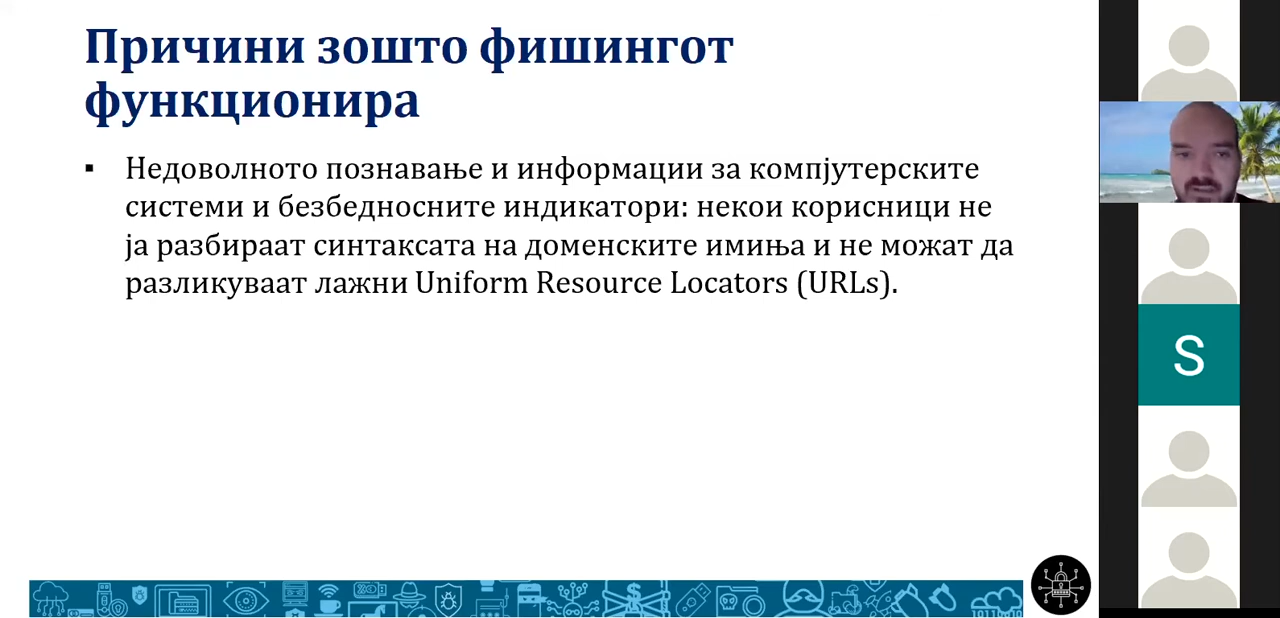 Причини зошто фишингот
функционира
▪ Недоволното познавање и информации за компјутерските
системи и безбедносните индикатори: некои корисници не
ја разбираат синтаксата на доменските имиња и не можат да
разликуваат лажни Uniform Resource Locators (URLs).
S
$
10110010